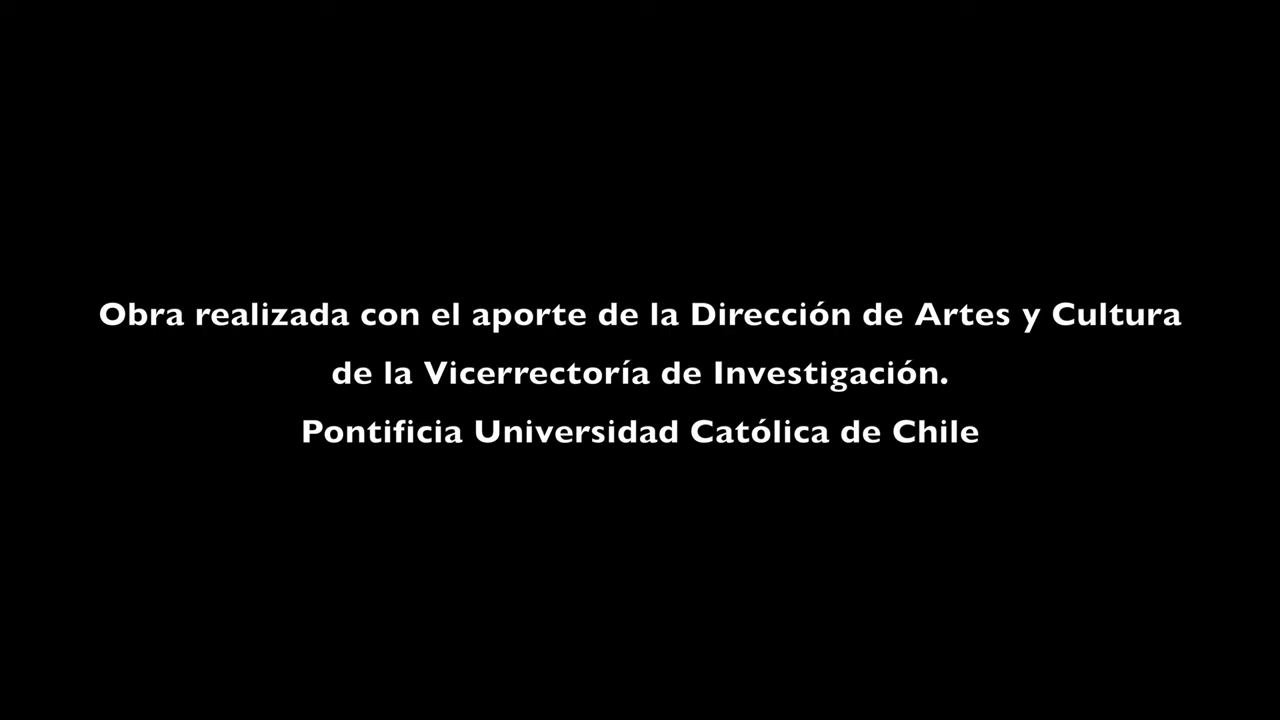 Obra realizada con el aporte de la Dirección de Artes y Cultura
de la Vicerrectoría de Investigación.
Pontificia Universidad Católica de Chile